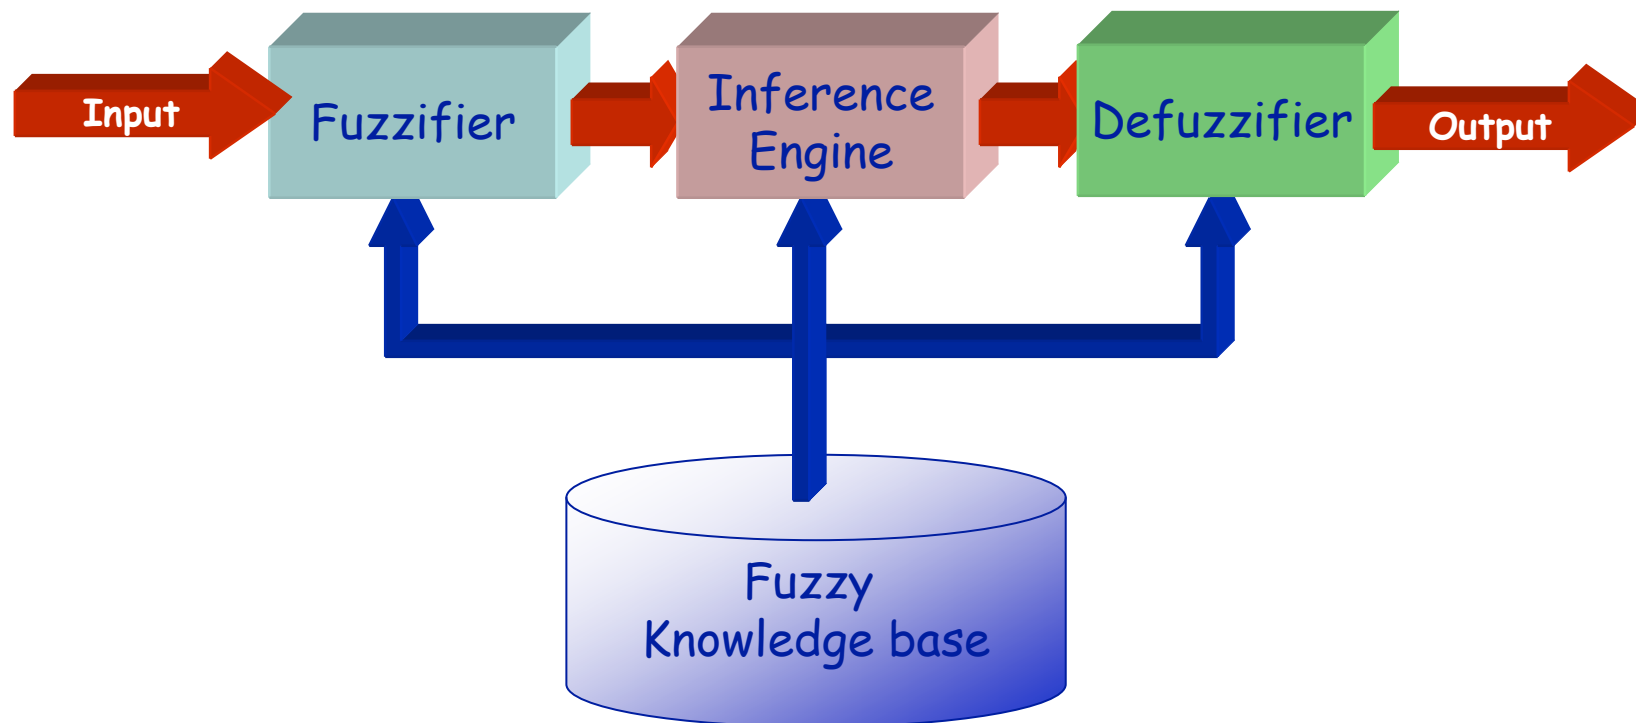 Input
Fuzzifier
Inference
Engine
Defuzzifier
Output
Fuzzy
Knowledge base